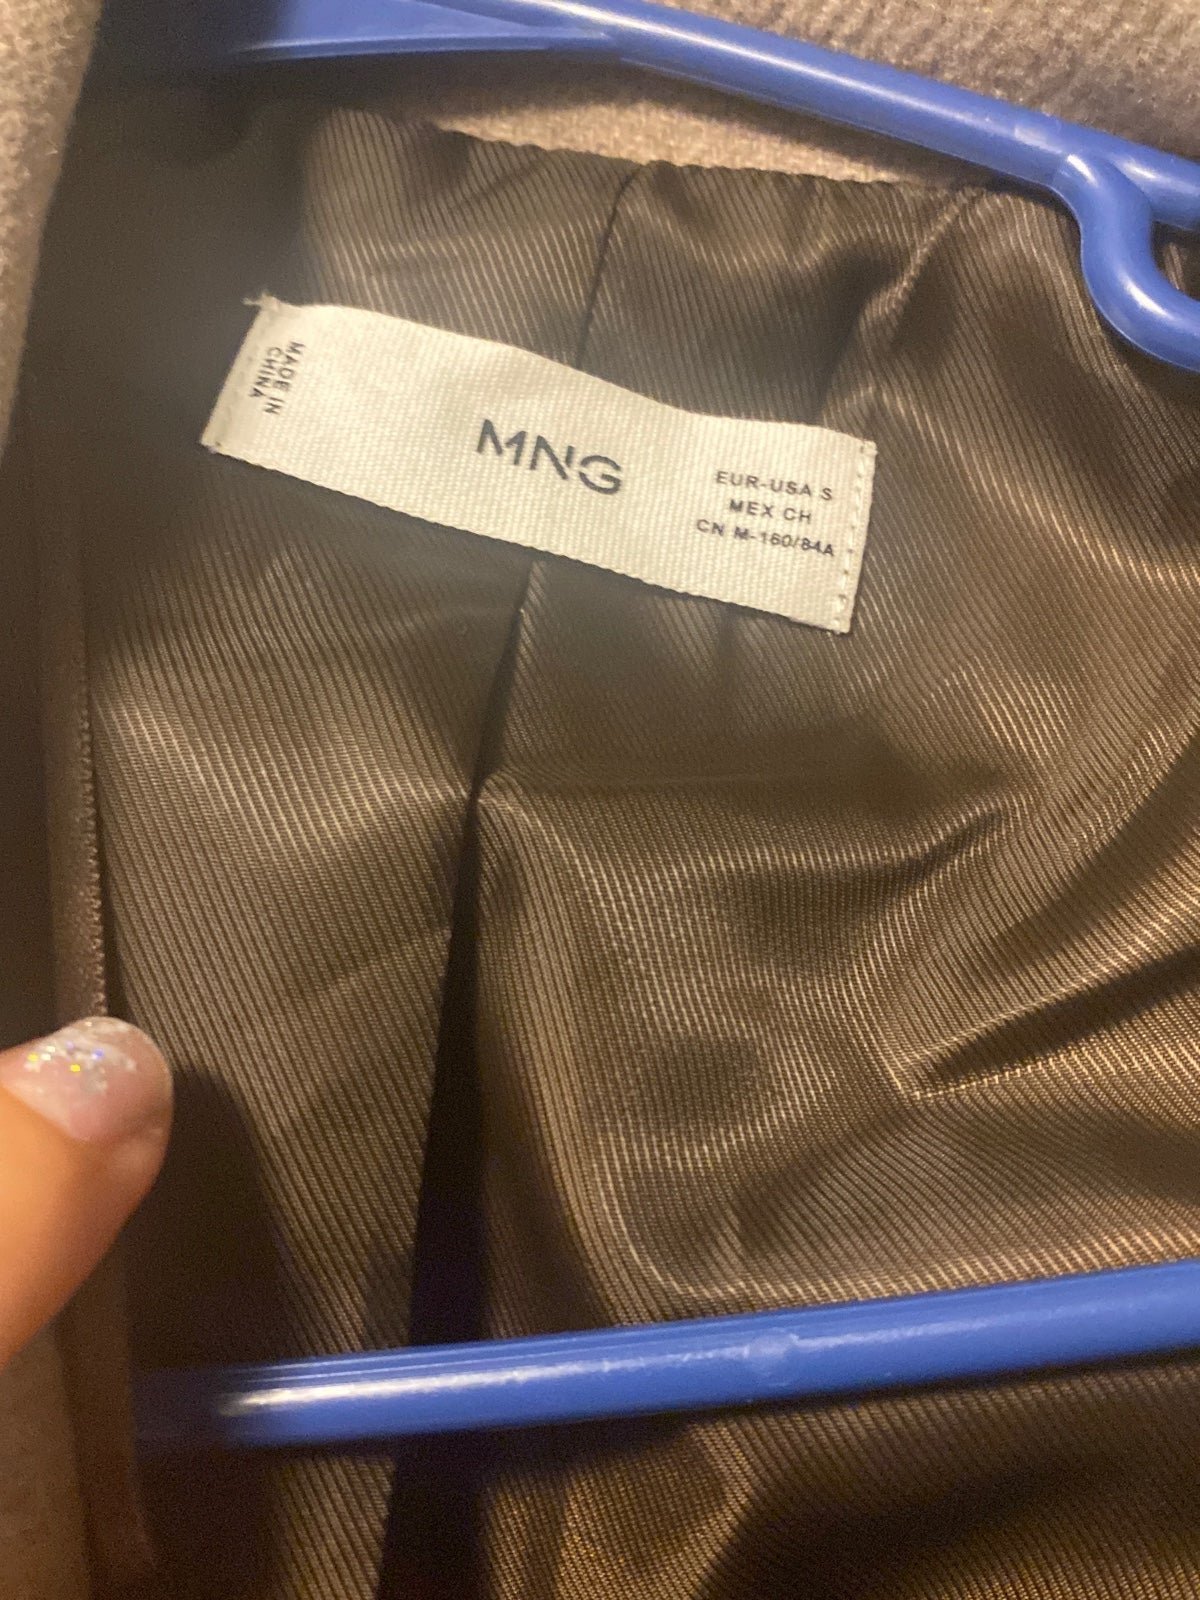 MADE IN
CHINA
MNG
EUR-USA S
MEX CH
CN M-160/84A